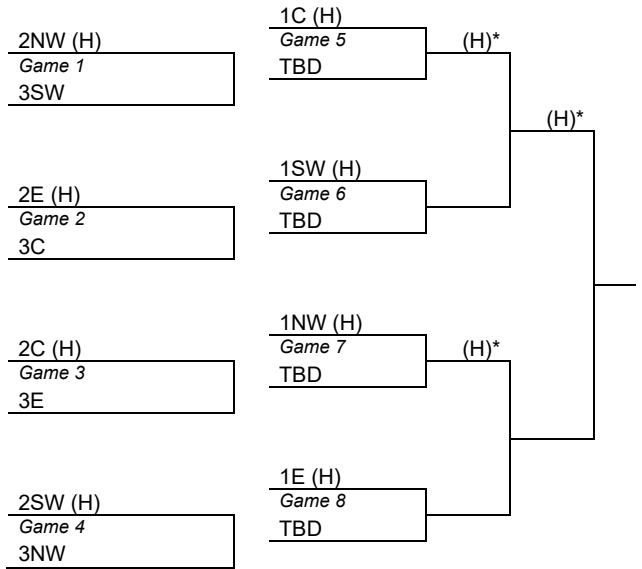 2NW (H)
Game 1
3SW
2E (H)
Game 2
3C
2C (H)
Game 3
3E
2SW (H)
Game 4
3NW
1C (H)
Game 5
TBD
1SW (H)
Game 6
TBD
1NW (H)
Game 7
TBD
1E (H)
Game 8
TBD
(H)*
(H)*
(H)*